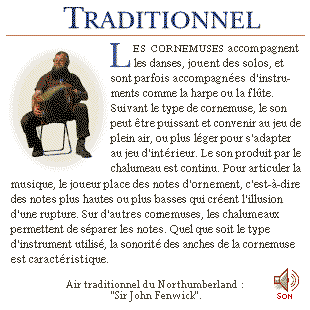 TRADITIONNEL
LES CORNEMUSES accompagnent
les danses, jouent des solos, et
sont parfois accompagnées d'instru-
ments comme la harpe ou la flûte.
Suivant le type de cornemuse, le son
peut être puissant et convenir au jeu de
plein air, ou plus léger pour s'adapter
au jeu d'intérieur. Le son produit par le
chalumeau est continu. Pour articuler la
musique, le joueur place des notes d'ornement, c'est-à-dire
des notes plus hautes ou plus basses qui créent l'illusion
d'une rupture. Sur d'autres cornemuses, les chalumeaux
permettent de séparer les notes. Quel que soit le type
d'instrument utilisé, la sonorité des anches de la cornemuse
est caractéristique.
Air traditionnel du Northumberland :
"Sir John Fenwick".
SON